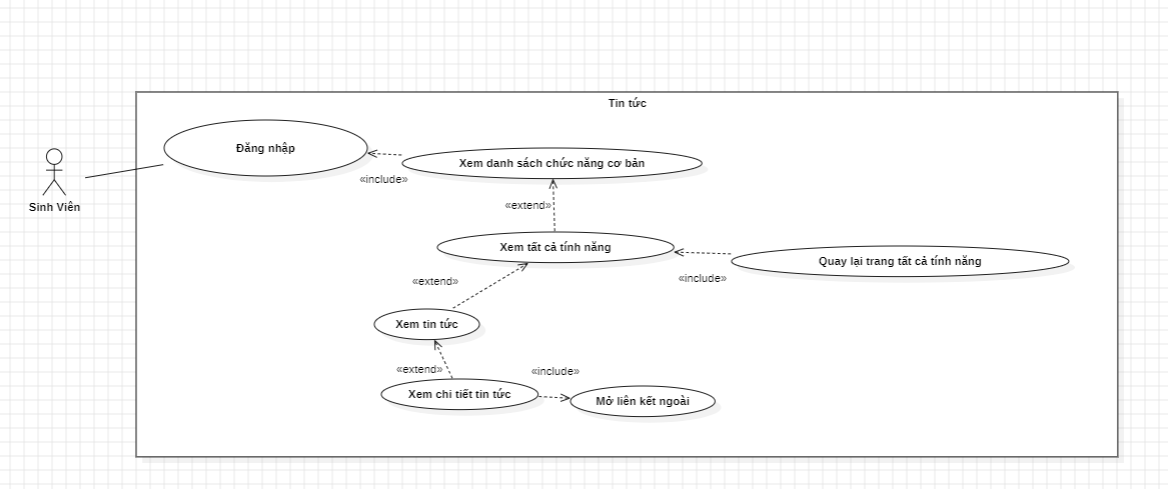 Tin tức
Đăng nhập
Xem danh sách chức năng cơ bản
«include»
Sinh Viên
«extend»
Xem tất cả tính năng
Quay lại trang tất cả tính năng
«include»
«extend»
Xem tin tức
«extend»
«include»
Xem chi tiết tin tức
Mở liên kết ngoài